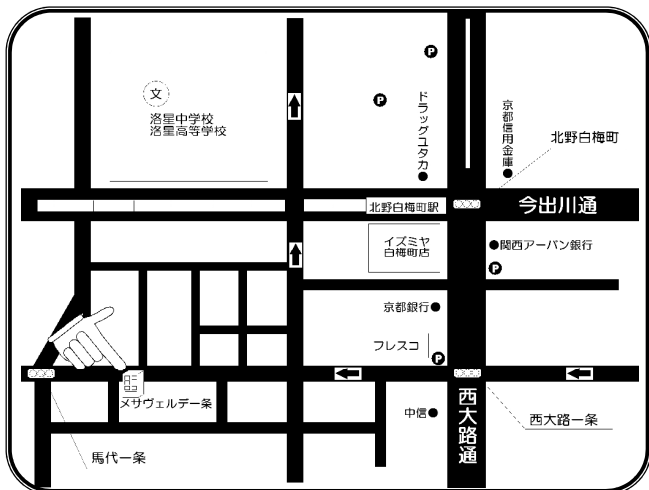 P
P
文
洛星中学校
洛星高等学校
ドラッグユタカ
京都信用金庫
北野白梅町
北野白梅町駅
今出川通
イズミヤ
白梅町店
関西アーバン銀行
P
京都銀行
フレスコ
P
メサヴェルデ一条
中信
西大路通
西大路一条
馬代一条